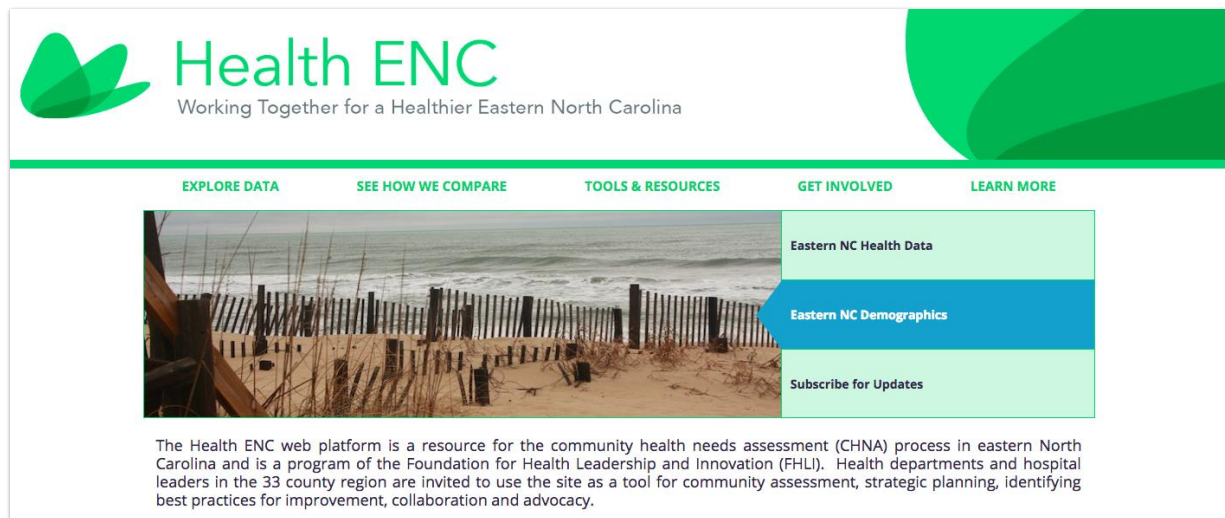 Health ENC
Working Together for a Healthier Eastern North Carolina
EXPLORE DATA SEE HOW WE COMPARE TOOLS & RESOURCES GET INVOLVED LEARN MORE
Eastern NC Health Data
Eastern NC Demographics
Subscribe for Updates
The Health ENC web platform is a resource for the community health needs assessment (CHNA) process in eastern North
Carolina and is a program of the Foundation for Health Leadership and Innovation (FHLI). Health departments and hospital
leaders in the 33 county region are invited to use the site as a tool for community assessment, strategic planning, identifying
best practices for improvement, collaboration and advocacy.